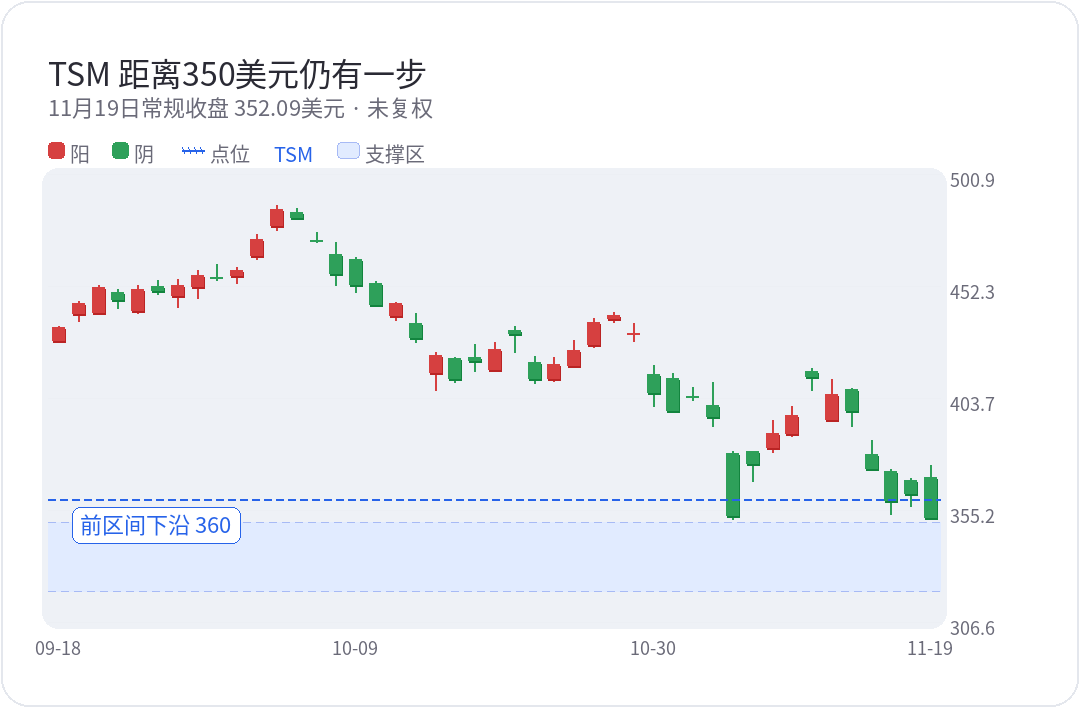 TSM 距离350美元仍有一步
11月19日常规收盘 352.09美元 · 未复权
阳 阴 点位 TSM 支撑区
500.9
452.3
403.7
355.2
306.6
前区间下沿 360
09-18 10-09 10-30 11-19